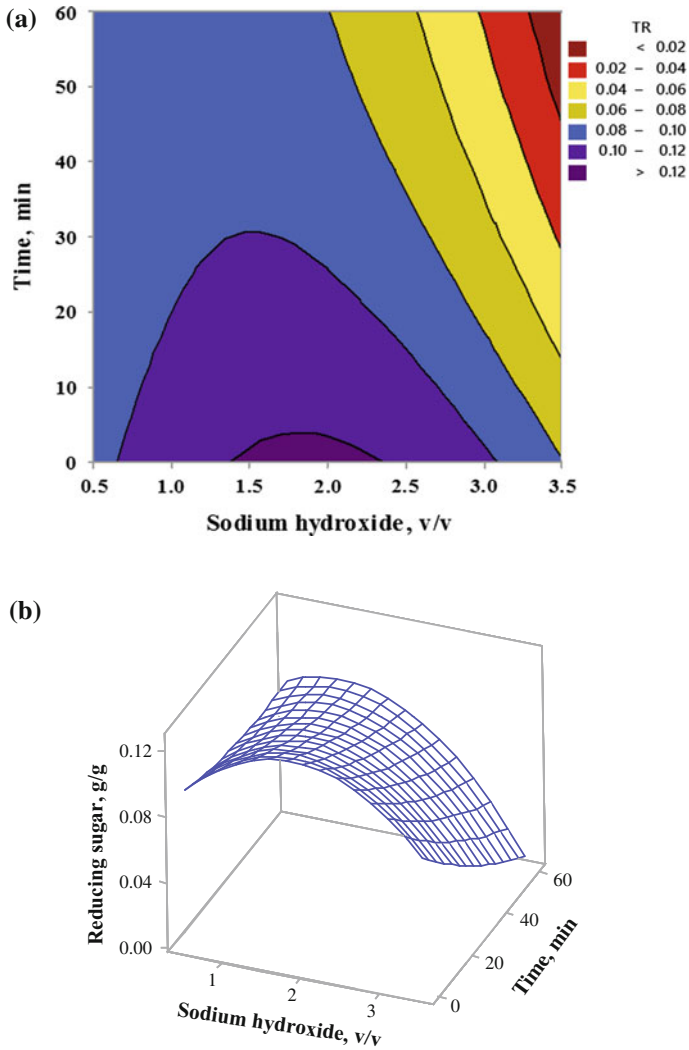 (a)
60
50
40
30
20
10
0
Time, min
0.5 1.0 1.5 2.0 2.5 3.0 3.5
Sodium hydroxide, v/v
TR
< 0.02
0.02 – 0.04
0.04 – 0.06
0.06 – 0.08
0.08 – 0.10
0.10 – 0.12
> 0.12
(b)
0.12
0.08
0.04
0.00
Reducing sugar, g/g
1 2 3
Sodium hydroxide, v/v
60
40
20
0
Time, min